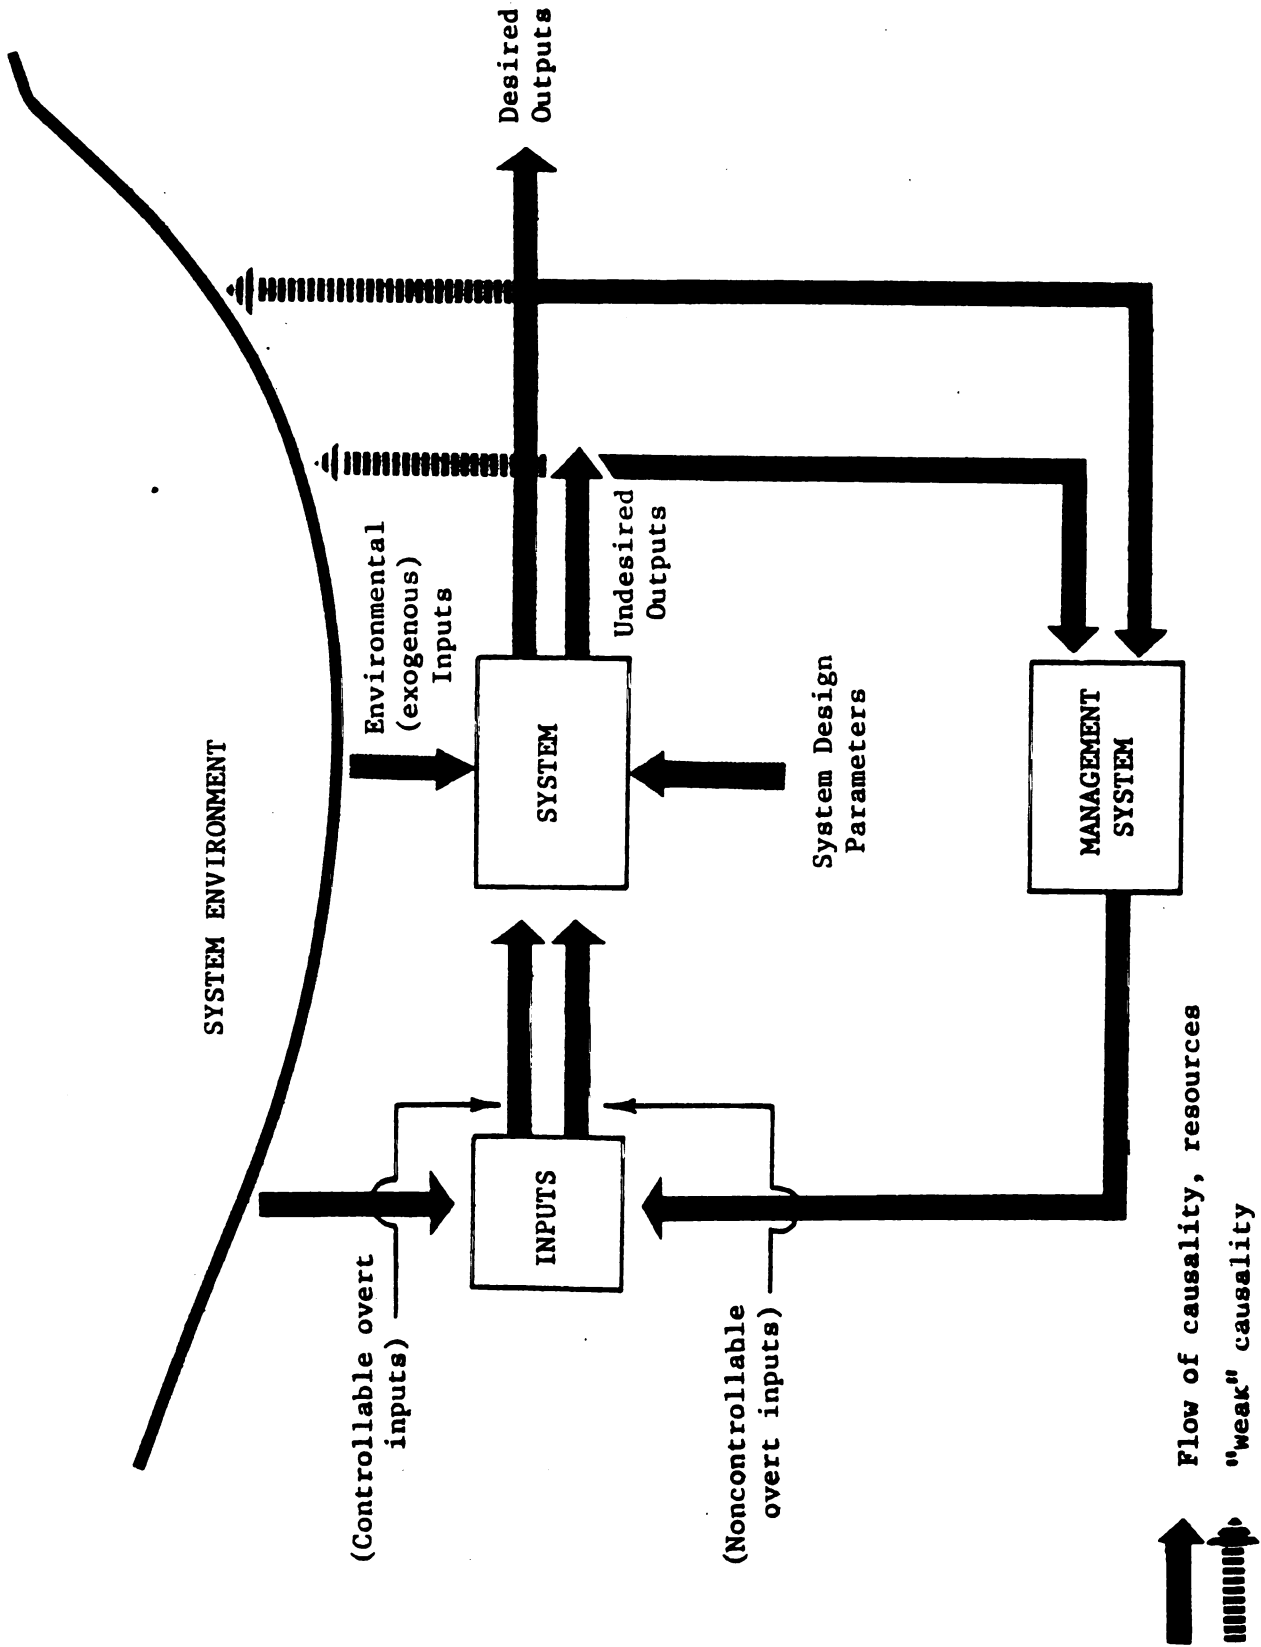 SYSTEM ENVIRONMENT
(Controllable overt
inputs)
Environmental
(exogenous)
Inputs
Desired
Outputs
INPUTS
SYSTEM
Undesired
Outputs
(Noncontrollable
overt inputs)
System Design
Parameters
MANAGEMENT
SYSTEM
Flow of causality, resources
"weak" causality